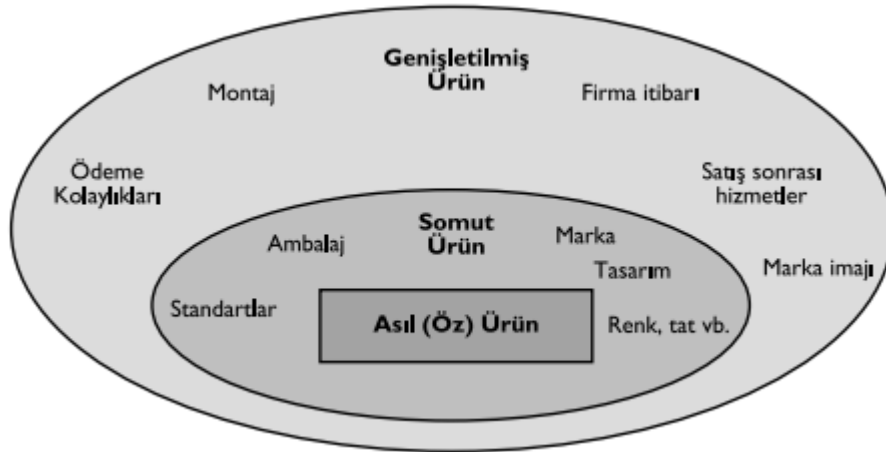 Genişletilmiş
Ürün
Montaj
Firma itibarı
Ödeme
Kolaylıkları
Satış sonrası
hizmetler
Somut
Ürün
Ambalaj
Marka
Tasarım
Marka imajı
Standartlar
Asıl (Öz) Ürün
Renk, tat vb.